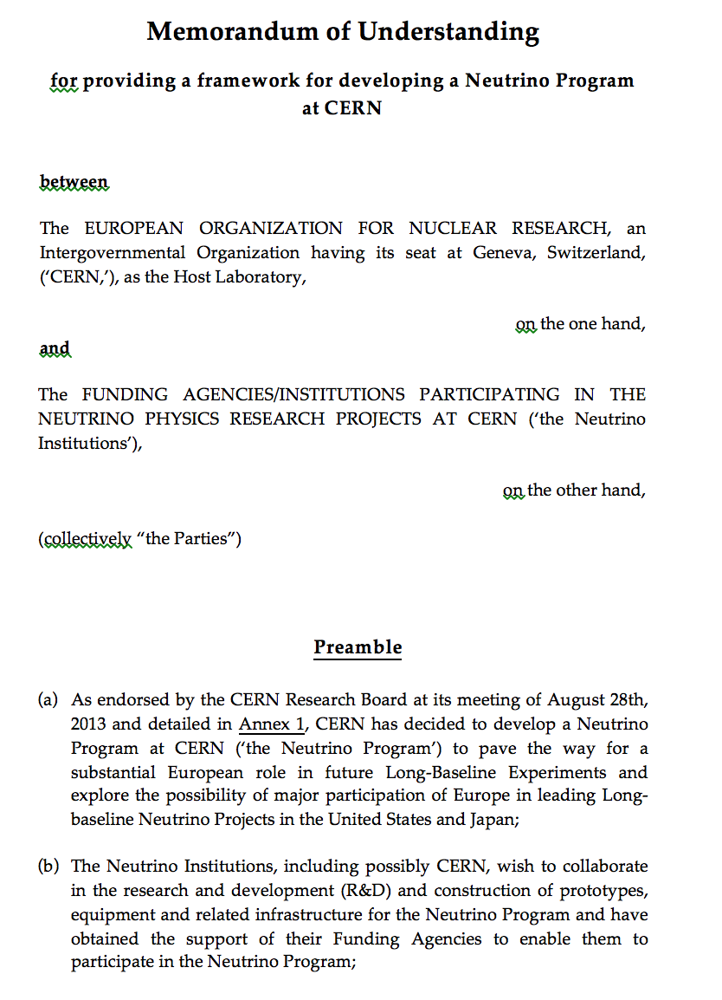 Memorandum of Understanding
for providing a framework for developing a Neutrino Program
at CERN
between
The EUROPEAN ORGANIZATION FOR NUCLEAR RESEARCH, an
Intergovernmental Organization having its seat at Geneva, Switzerland,
(‘CERN,’), as the Host Laboratory,
on the one hand,
and
The FUNDING AGENCIES/INSTITUTIONS PARTICIPATING IN THE
NEUTRINO PHYSICS RESEARCH PROJECTS AT CERN (‘the Neutrino
Institutions’),
on the other hand,
(collectively “the Parties”)
Preamble
(a) As endorsed by the CERN Research Board at its meeting of August 28th,
2013 and detailed in Annex 1, CERN has decided to develop a Neutrino
Program at CERN (‘the Neutrino Program’) to pave the way for a
substantial European role in future Long-Baseline Experiments and
explore the possibility of major participation of Europe in leading Long-
baseline Neutrino Projects in the United States and Japan;
(b) The Neutrino Institutions, including possibly CERN, wish to collaborate
in the research and development (R&D) and construction of prototypes,
equipment and related infrastructure for the Neutrino Program and have
obtained the support of their Funding Agencies to enable them to
participate in the Neutrino Program;